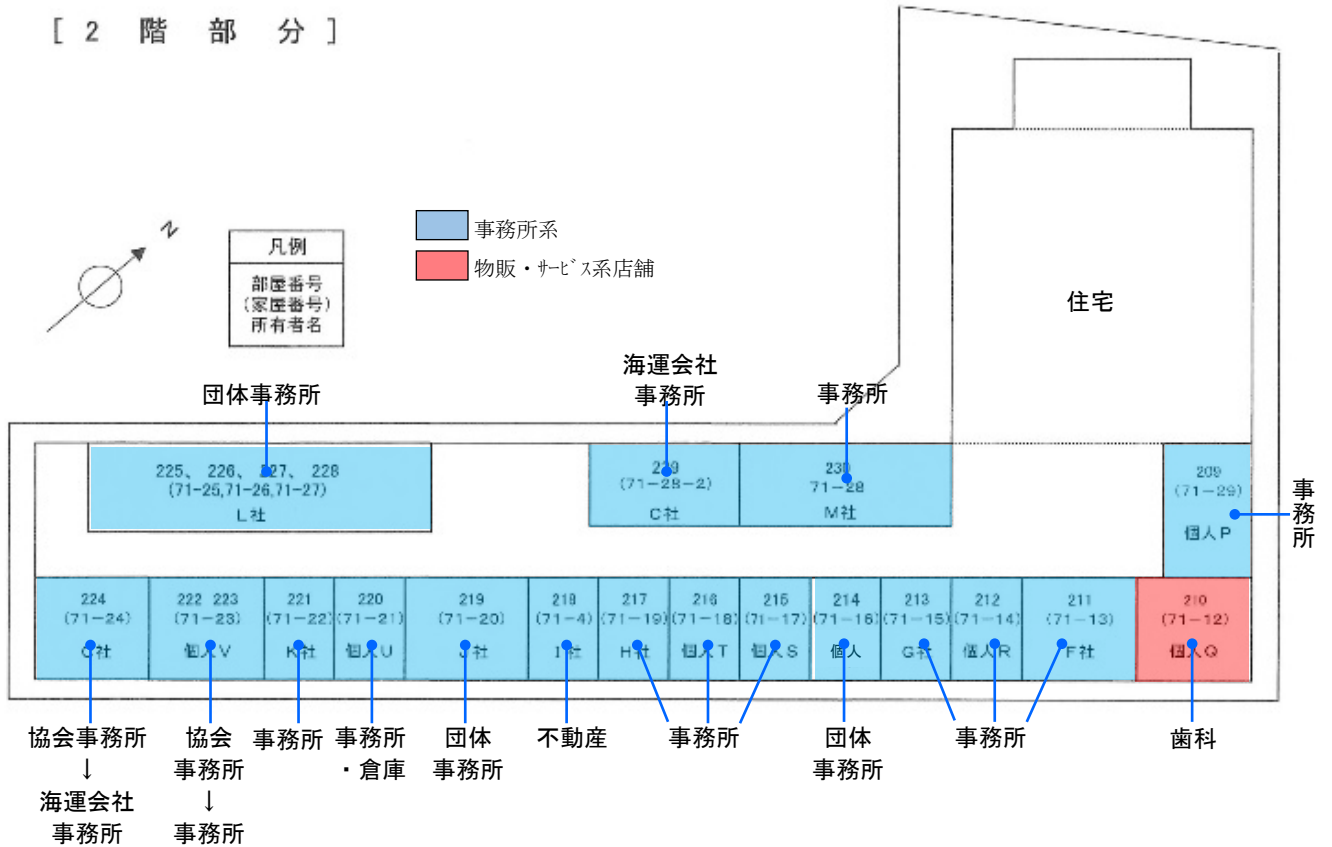 [ 2 階 部 分 ]
N
凡例
部屋番号
(家屋番号)
所有者名
事務所系
物販・サービス系店舗
住宅
団体事務所
海運会社
事務所
事務所
225、 226、 227、 228
(71-25,71-26,71-27)
L社
229
(71-28-2)
C社
230
71-28
M社
209
(71-29)
個人P
事務所
224
(71-24)
222 223
(71-23)
個人V
221
(71-22)
K社
220
(71-21)
個人U
219
(71-20)
J社
218
(71-4)
I社
217
(71-19)
H社
216
(71-18)
個人T
215
(71-17)
個人S
214
(71-16)
個人
213
(71-15)
G社
212
(71-14)
個人R
211
(71-13)
F社
210
(71-12)
個人Q
協会事務所
↓
海運会社
事務所
協会
事務所
↓
事務所
事務所
事務所
・倉庫
団体
事務所
不動産
事務所
団体
事務所
事務所
歯科